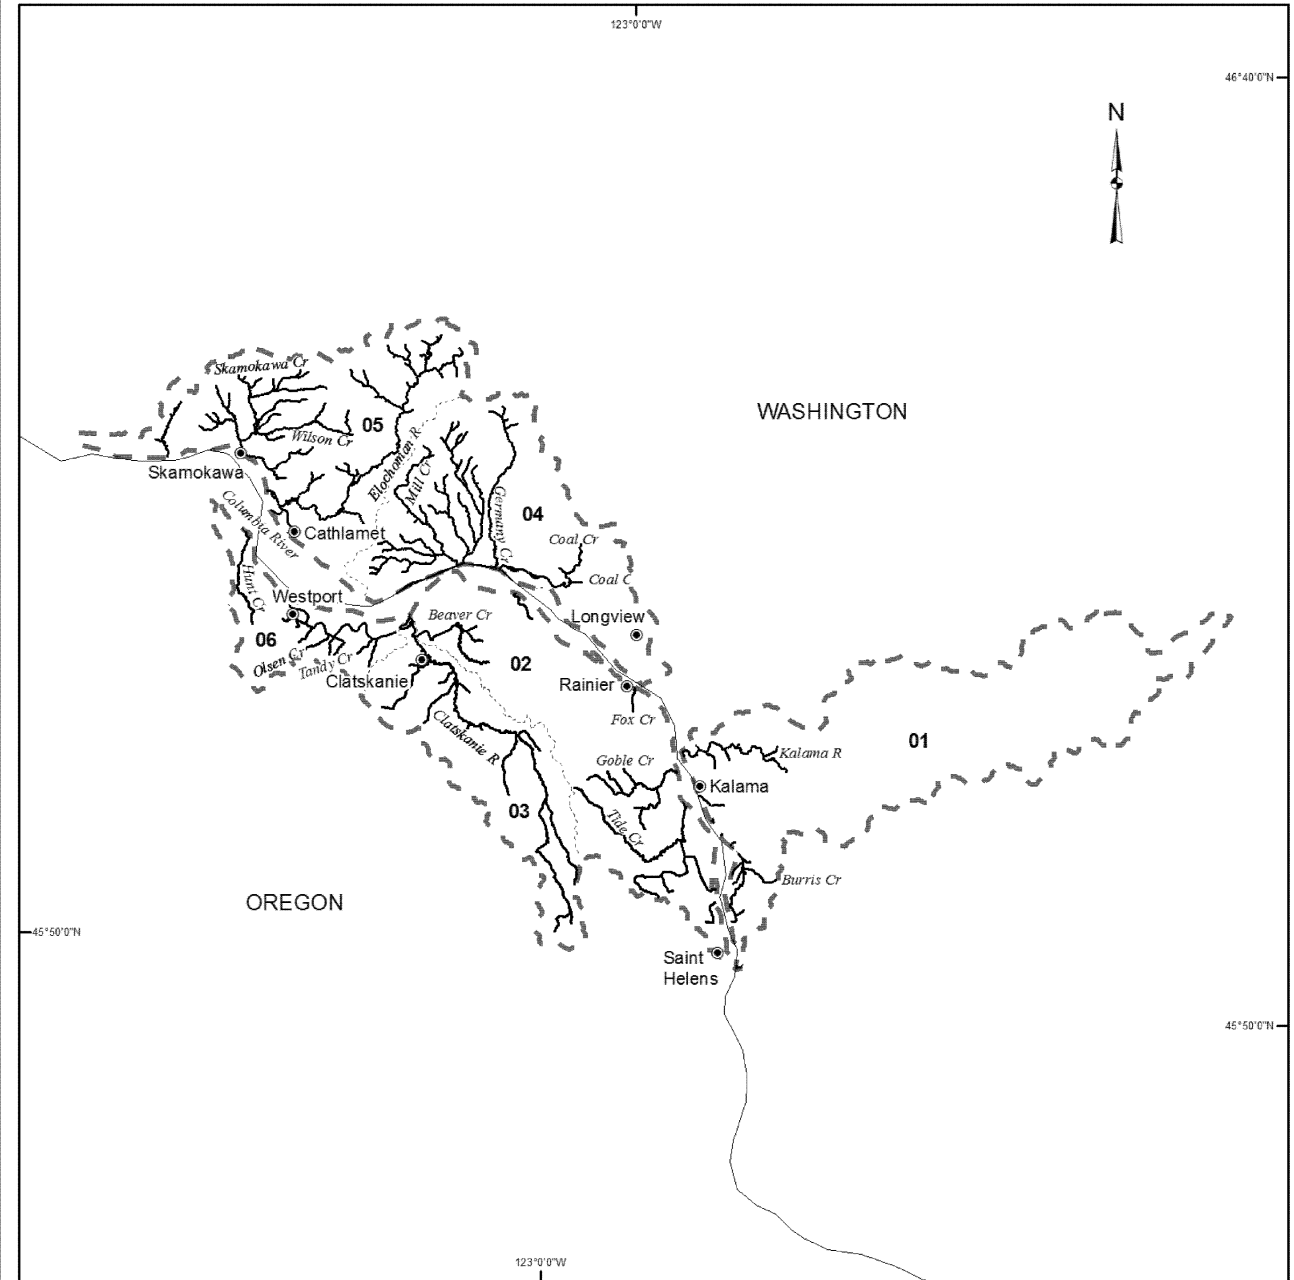 123°0'0"W
46°40'0"N
N
WASHINGTON
Skamokawa Cr
05
Wilson Cr
Elochoman R
Skamokawa
Mill Cr
Columbia River
Germany Cr
04
Cathlamet
Coal Cr
Hunt Cr
Coal C
Westport
Beaver Cr
Longview
06
Olsen Cr
Tandy Cr
02
Clatskanie
Rainier
Fox Cr
Clatskanie R
01
Kalama R
Goble Cr
Kalama
03
Tide Cr
Burris Cr
OREGON
45°50'0"N
Saint
Helens
45°50'0"N
123°0'0"W